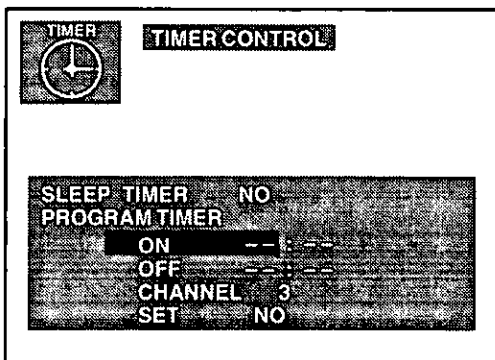 TIMER
TIMER CONTROL
SLEEP TIMER NO
PROGRAM TIMER
ON --:--
OFF --:--
CHANNEL 3
SET NO